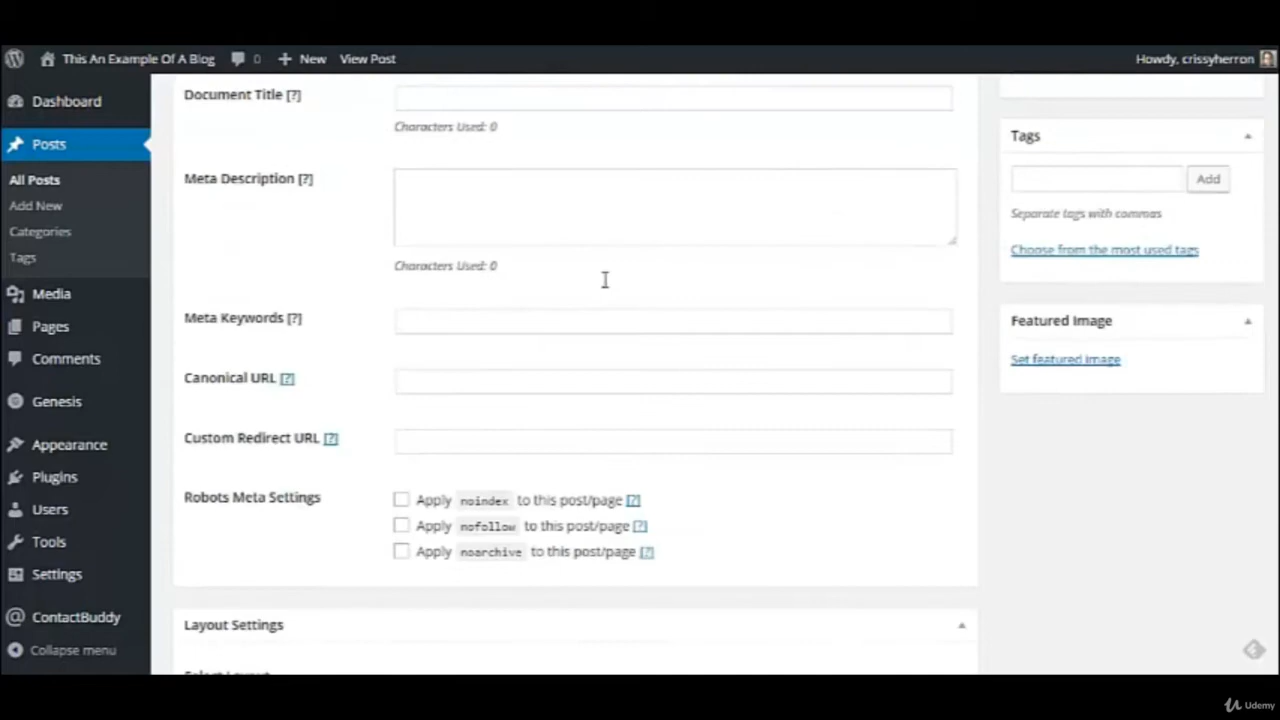 This An Example Of A Blog 0 New View Post Howdy, crissyherron
Dashboard
Posts
All Posts
Add New
Categories
Tags
Media
Pages
Comments
Genesis
Appearance
Plugins
Users
Tools
Settings
ContactBuddy
Collapse menu
Document Title [?]
Characters Used: 0
Meta Description [?]
Characters Used: 0
Meta Keywords [?]
Canonical URL [?]
Custom Redirect URL [?]
Robots Meta Settings
Apply noindex to this post/page [?]
Apply nofollow to this post/page [?]
Apply noarchive to this post/page [?]
Layout Settings
Select Layout
Tags
Add
Separate tags with commas
Choose from the most used tags
Featured Image
Set featured image
Udemy